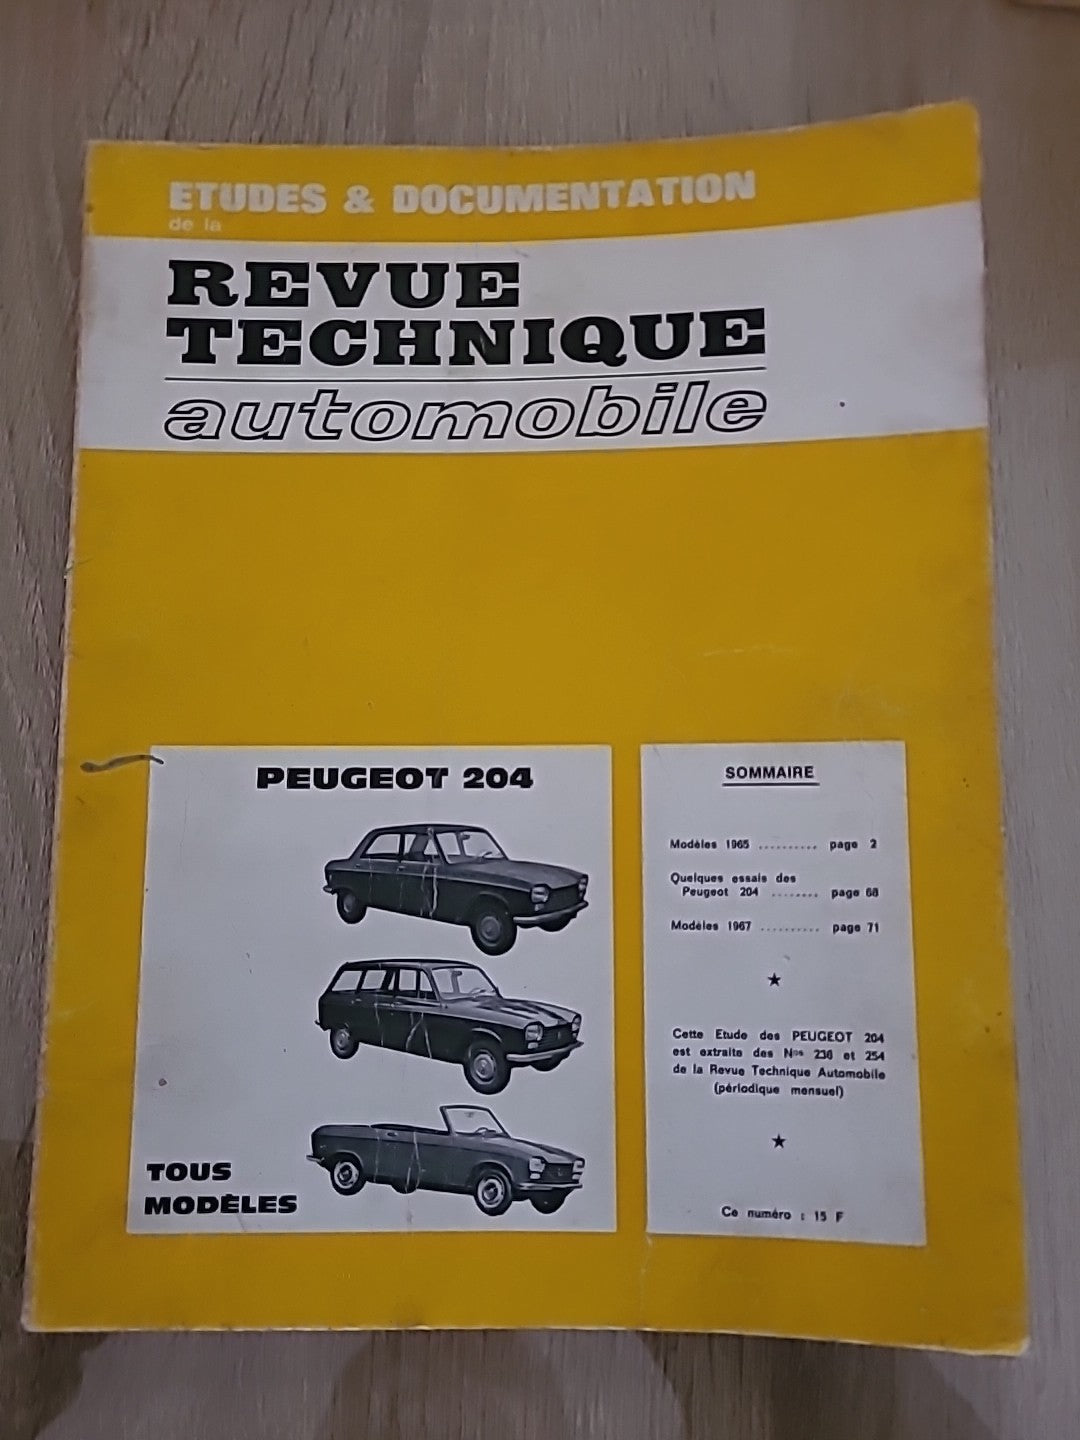 ETUDES & DOCUMENTATION
de la
REVUE
TECHNIQUE
automobile
PEUGEOT 204
TOUS
MODÈLES
SOMMAIRE
Modèles 1965 .......... page 2
Quelques essais des
Peugeot 204 ........ page 68
Modèles 1967 .......... page 71
★
Cette Etude des PEUGEOT 204
est extraite des Nos 236 et 254
de la Revue Technique Automobile
(périodique mensuel)
★
Ce numéro : 15 F